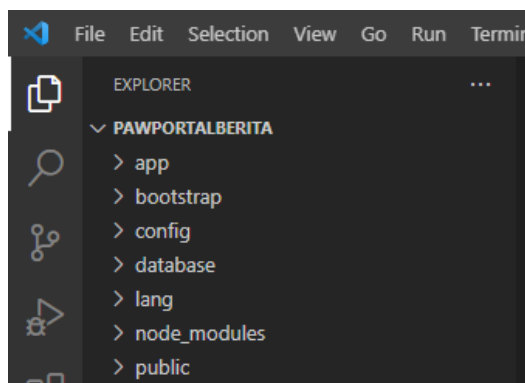 File Edit Selection View Go Run Termin
EXPLORER ...
PAWPORTALBERITA
app
bootstrap
config
database
lang
node_modules
public